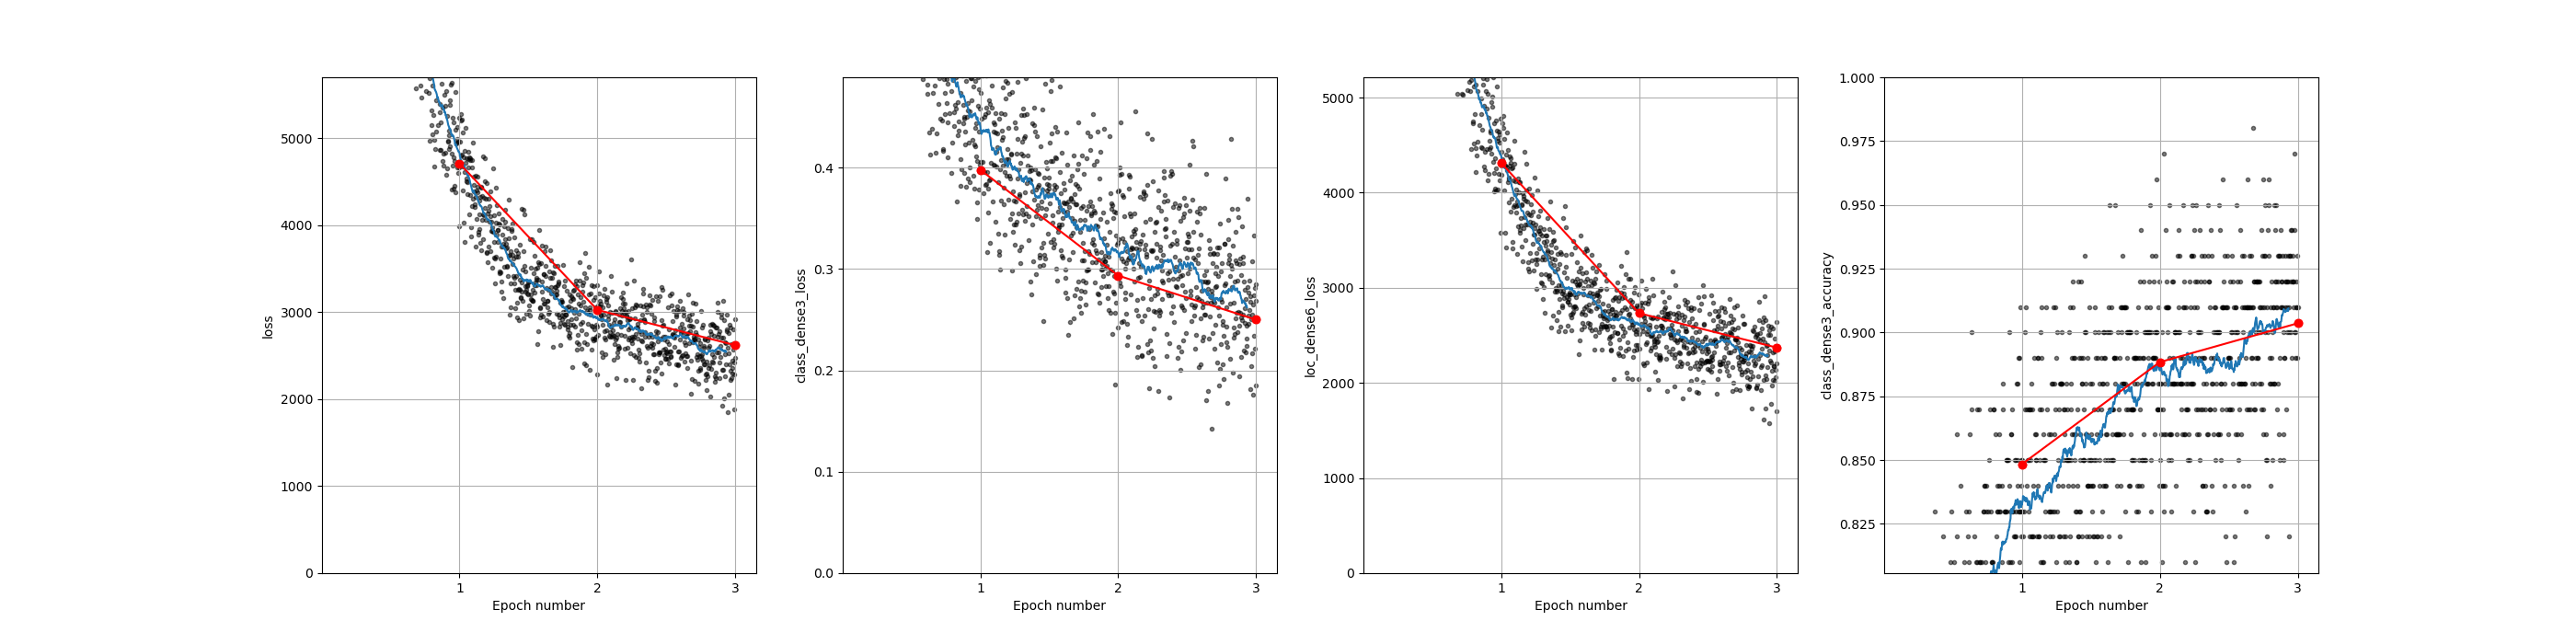 loss
5000
4000
3000
2000
1000
0
1 2 3
Epoch number
class_dense3_loss
0.4
0.3
0.2
0.1
0.0
1 2 3
Epoch number
loc_dense6_loss
5000
4000
3000
2000
1000
0
1 2 3
Epoch number
class_dense3_accuracy
1.000
0.975
0.950
0.925
0.900
0.875
0.850
0.825
1 2 3
Epoch number